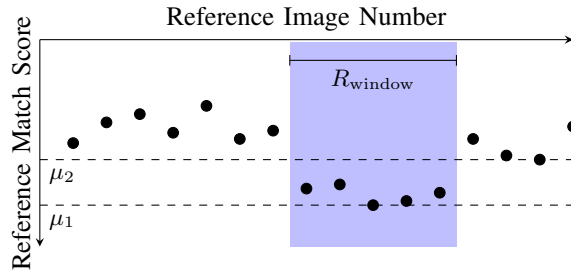 Reference Image Number
Reference Match Score
R_window
μ₂
μ₁